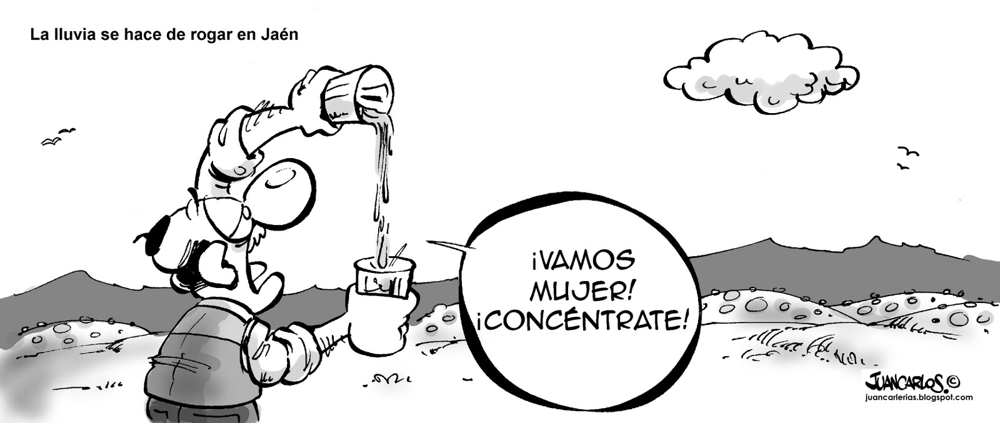 La lluvia se hace de rogar en Jaén
¡VAMOS
MUJER!
¡CONCÉNTRATE!
JUANCARLOS.©
juancarlerias.blogspot.com